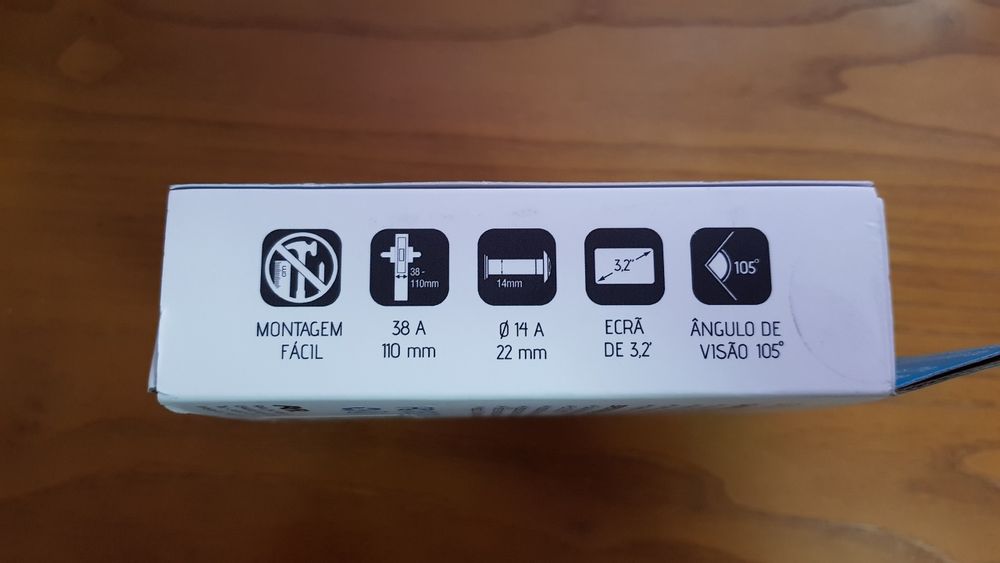 cm
38 -
110mm
14mm
3,2"
105°
MONTAGEM
FÁCIL
38 A
110 mm
Ø 14 A
22 mm
ECRÃ
DE 3,2'
ÂNGULO DE
VISÃO 105°